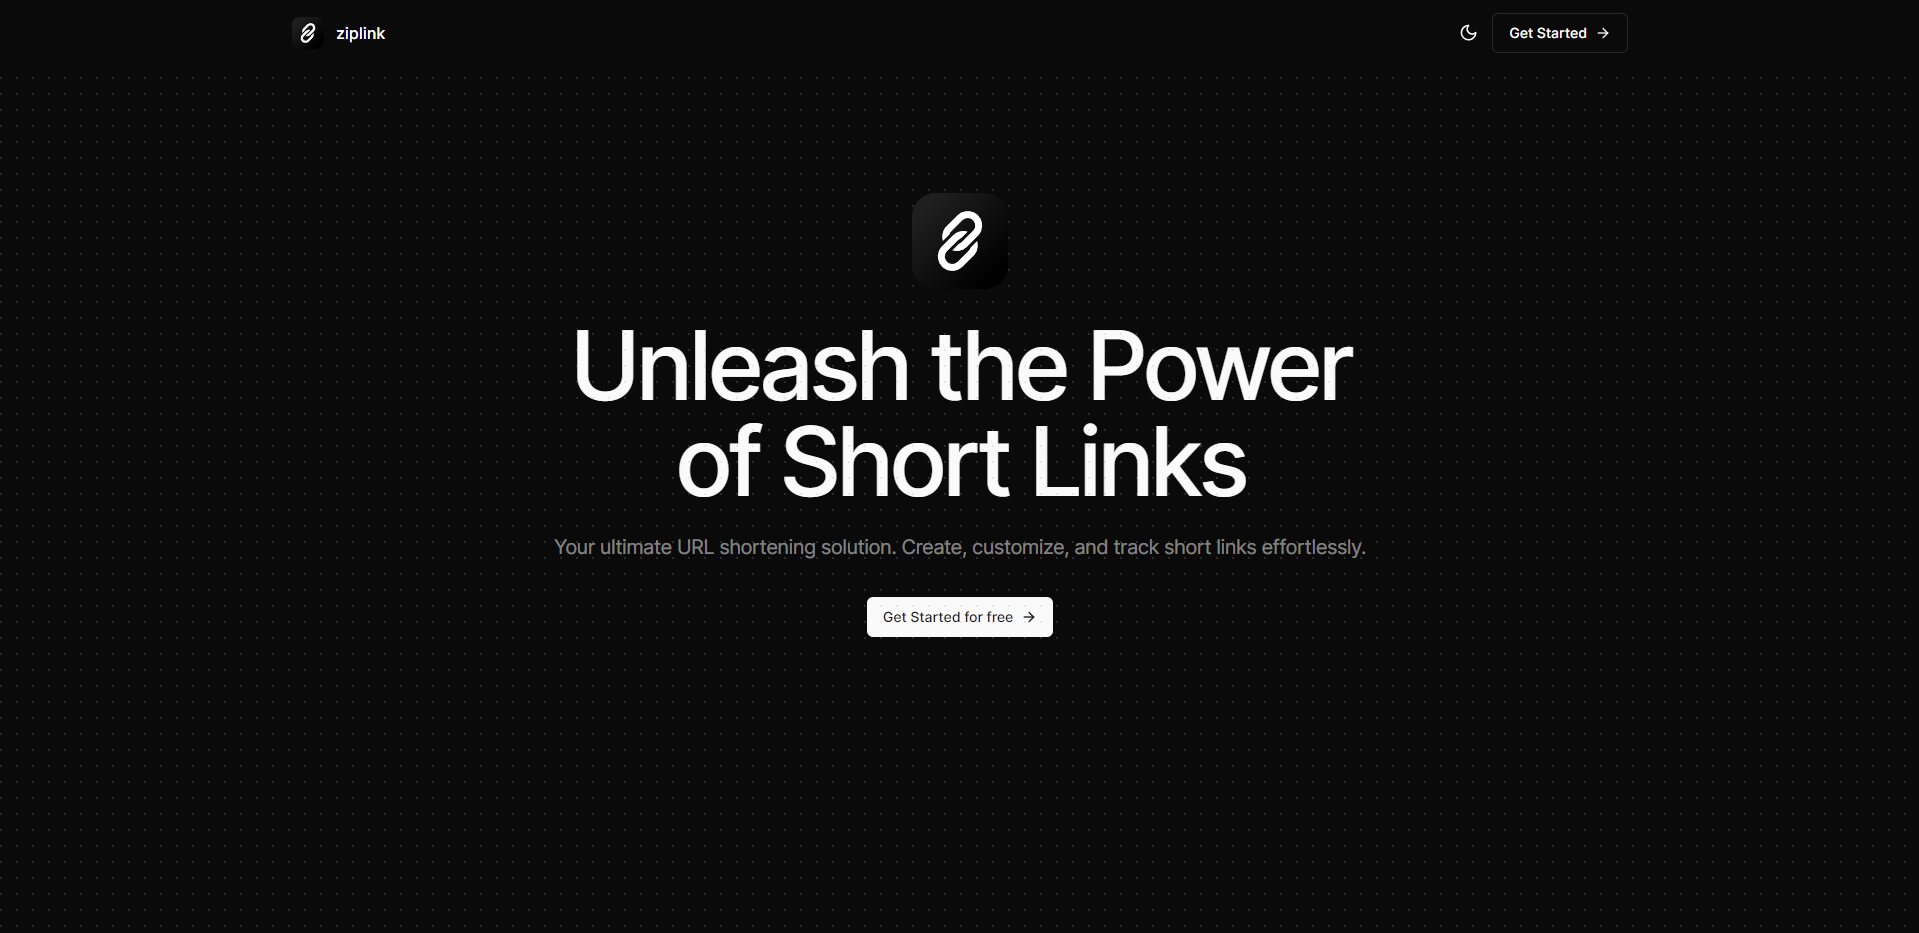 ziplink
Get Started
Unleash the Power
of Short Links
Your ultimate URL shortening solution. Create, customize, and track short links effortlessly.
Get Started for free